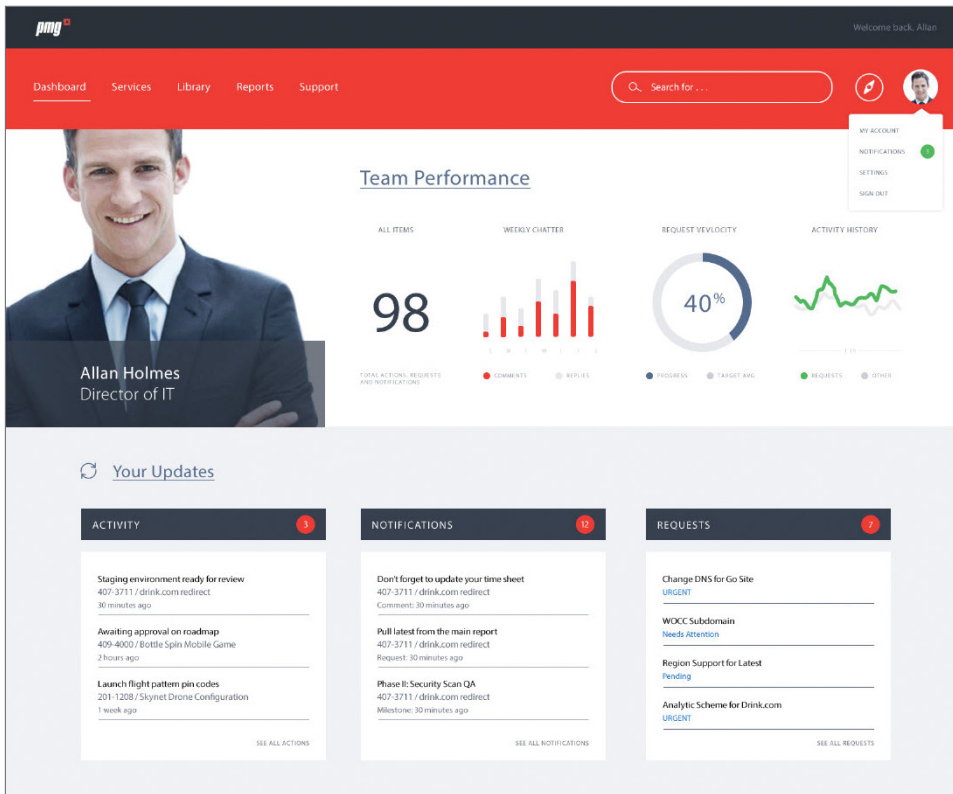 pmg
Welcome back, Allan
Dashboard Services Library Reports Support
Search for . . .
MY ACCOUNT
NOTIFICATIONS
SETTINGS
SIGN OUT
Team Performance
ALL ITEMS
98
TOTAL ACTIONS, REQUESTS
AND NOTIFICATIONS
WEEKLY CHATTER
COMMENTS REPLIES
REQUEST VEVLOCITY
40%
PROGRESS TARGET AVG
ACTIVITY HISTORY
REQUESTS OTHER
Allan Holmes
Director of IT
Your Updates
ACTIVITY 3
Staging environment ready for review
407-3711 / drink.com redirect
30 minutes ago
Awaiting approval on roadmap
409-4000 / Bottle Spin Mobile Game
2 hours ago
Launch flight pattern pin codes
201-1208 / Skynet Drone Configuration
1 week ago
SEE ALL ACTIONS
NOTIFICATIONS 12
Don't forget to update your time sheet
407-3711 / drink.com redirect
Comment: 30 minutes ago
Pull latest from the main report
407-3711 / drink.com redirect
Request: 30 minutes ago
Phase II: Security Scan QA
407-3711 / drink.com redirect
Milestone: 30 minutes ago
SEE ALL NOTIFICATIONS
REQUESTS 7
Change DNS for Go Site
URGENT
WOCC Subdomain
Needs Attention
Region Support for Latest
Pending
Analytic Scheme for Drink.com
URGENT
SEE ALL REQUESTS